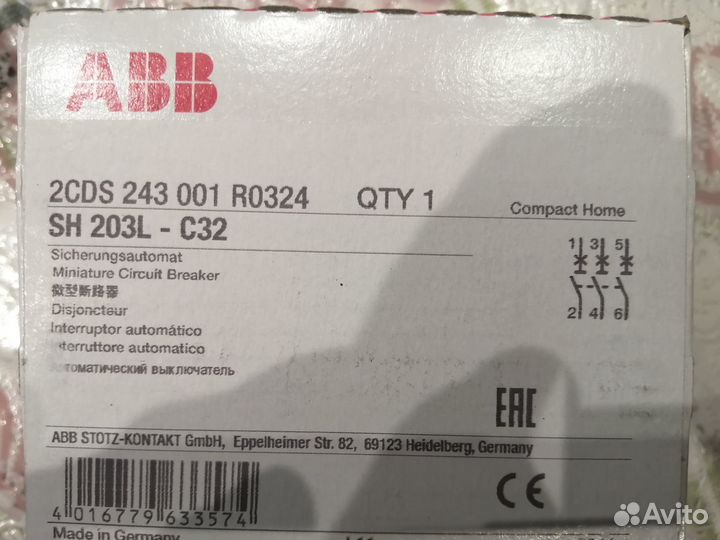 ABB
2CDS 243 001 R0324 QTY 1
Compact Home
SH 203L - C32
Sicherungsautomat
Miniature Circuit Breaker
微型断路器
Disjoncteur
Interruptor automático
nterruttore automatico
втоматический выключатель
1 3 5
2 4 6
EAC
ABB STOTZ-KONTAKT GmbH, Eppelheimer Str. 82, 69123 Heidelberg, Germany
4 016779 633574
CE
Made in Germany
Avito